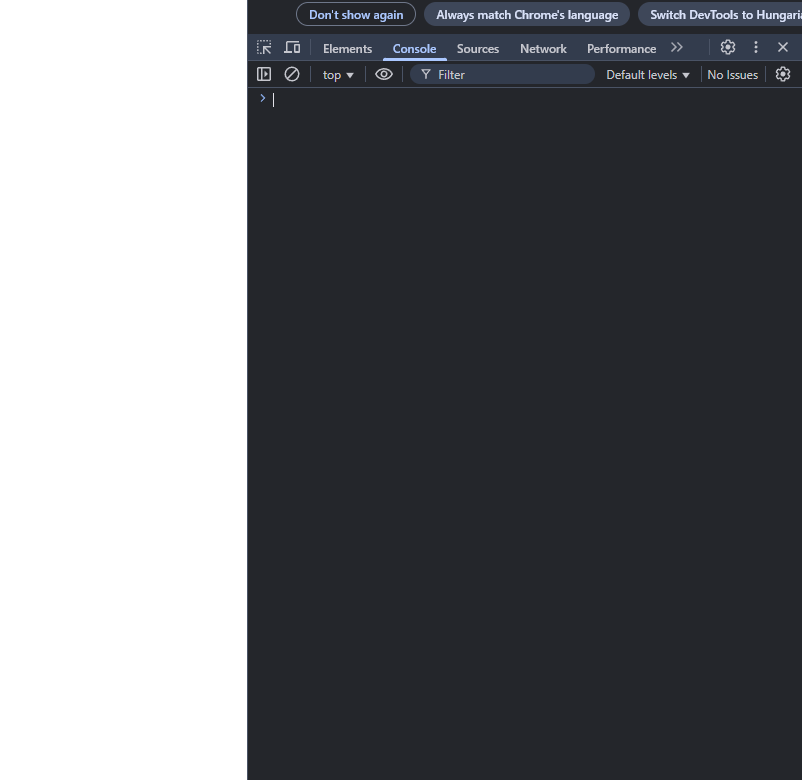 Don't show again Always match Chrome's language Switch DevTools to
Elements Console Sources Network Performance
top Filter Default levels No Issues